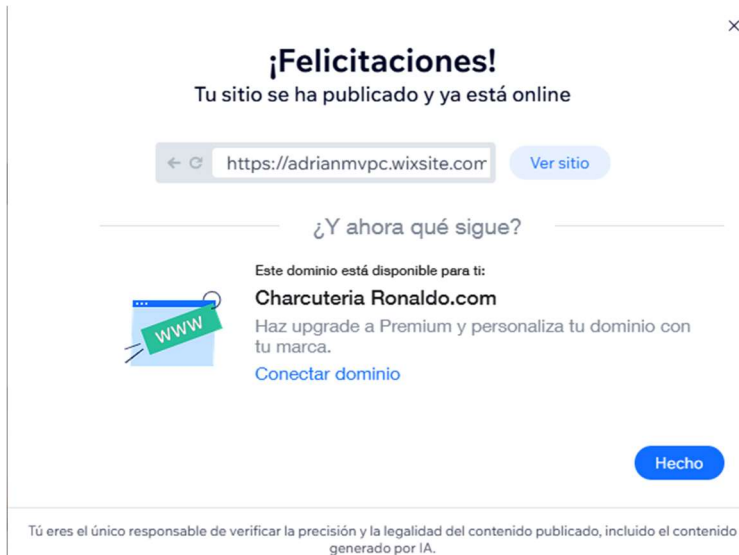 ¡Felicitaciones!
Tu sitio se ha publicado y ya está online
https://adrianmvpc.wixsite.com
Ver sitio
¿Y ahora qué sigue?
Este dominio está disponible para ti:
Charcuteria Ronaldo.com
WWW
Haz upgrade a Premium y personaliza tu dominio con
tu marca.
Conectar dominio
Hecho
Tú eres el único responsable de verificar la precisión y la legalidad del contenido publicado, incluido el contenido
generado por IA.